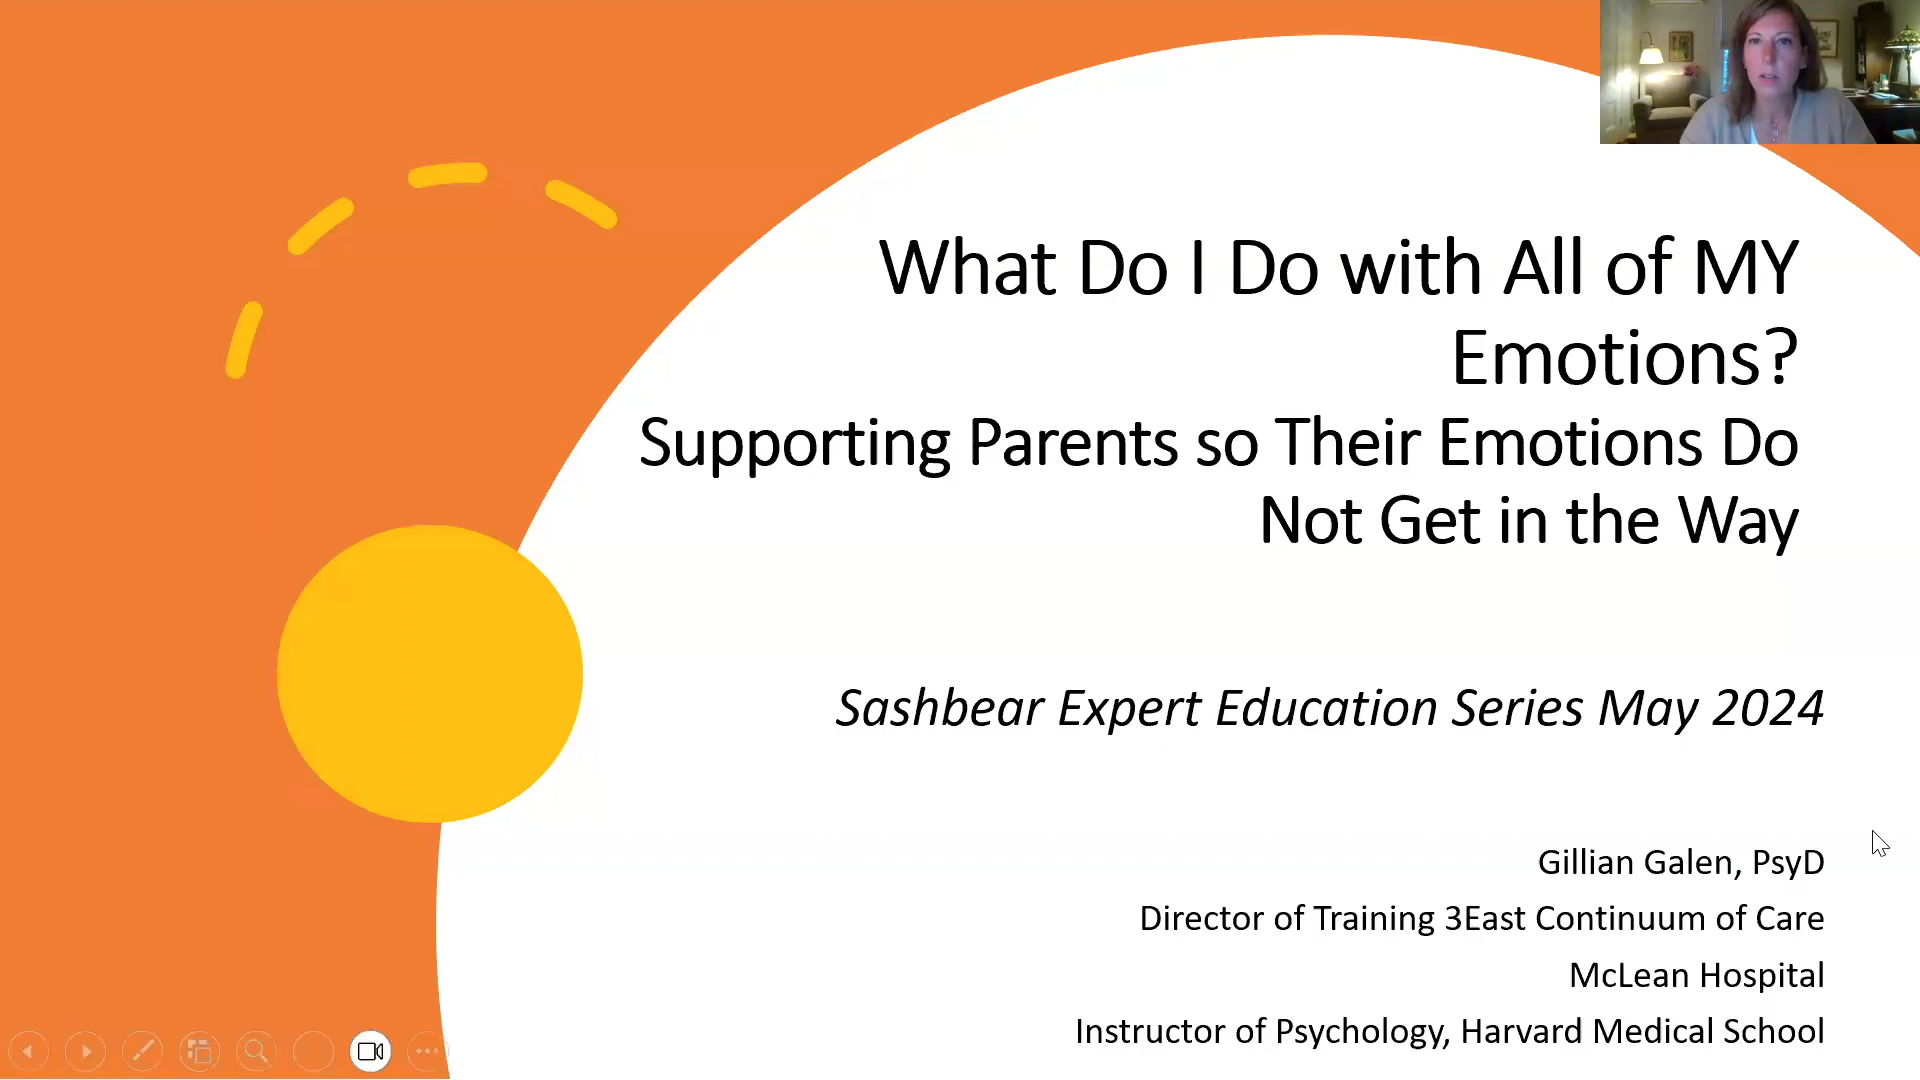 What Do I Do with All of MY
Emotions?
Supporting Parents so Their Emotions Do
Not Get in the Way
Sashbear Expert Education Series May 2024
Gillian Galen, PsyD
Director of Training 3East Continuum of Care
McLean Hospital
Instructor of Psychology, Harvard Medical School